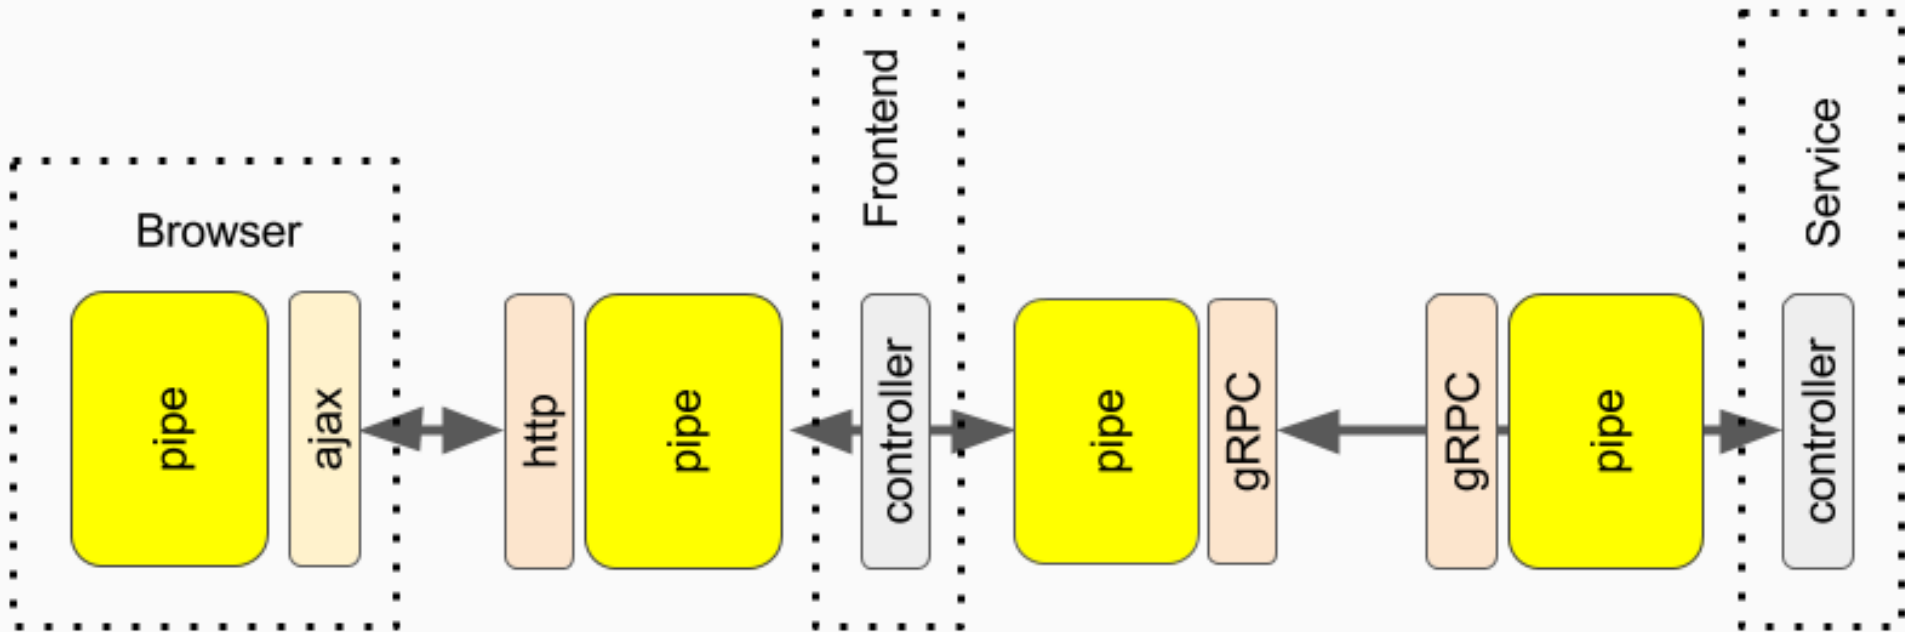 Browser
pipe
ajax
http
pipe
Frontend
controller
pipe
gRPC
gRPC
pipe
Service
controller